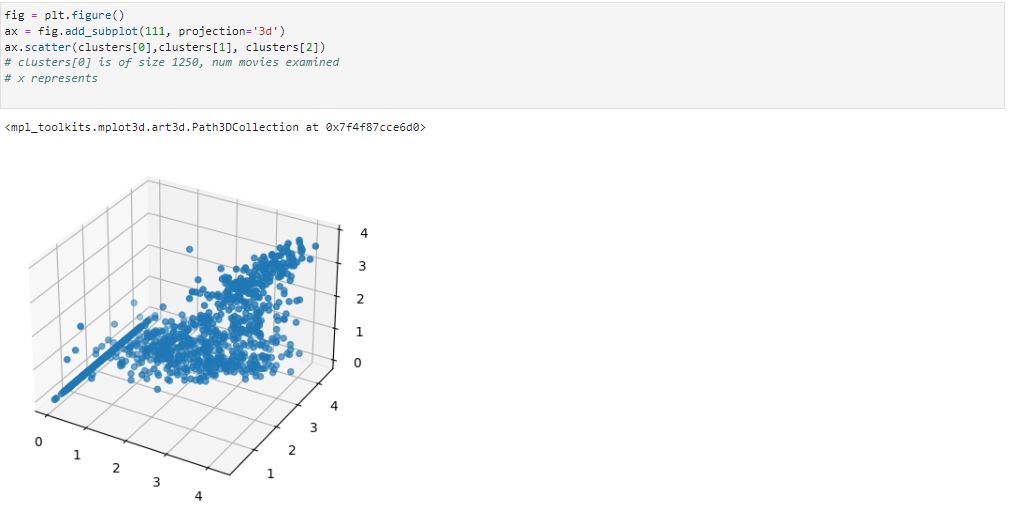 fig = plt.figure()
ax = fig.add_subplot(111, projection='3d')
ax.scatter(clusters[0],clusters[1], clusters[2])
# clusters[0] is of size 1250, num movies examined
# x represents
<mpl_toolkits.mplot3d.art3d.Path3DCollection at 0x7f4f87cce6d0>
4
3
2
1
0
4
3
2
1
0
1
2
3
4